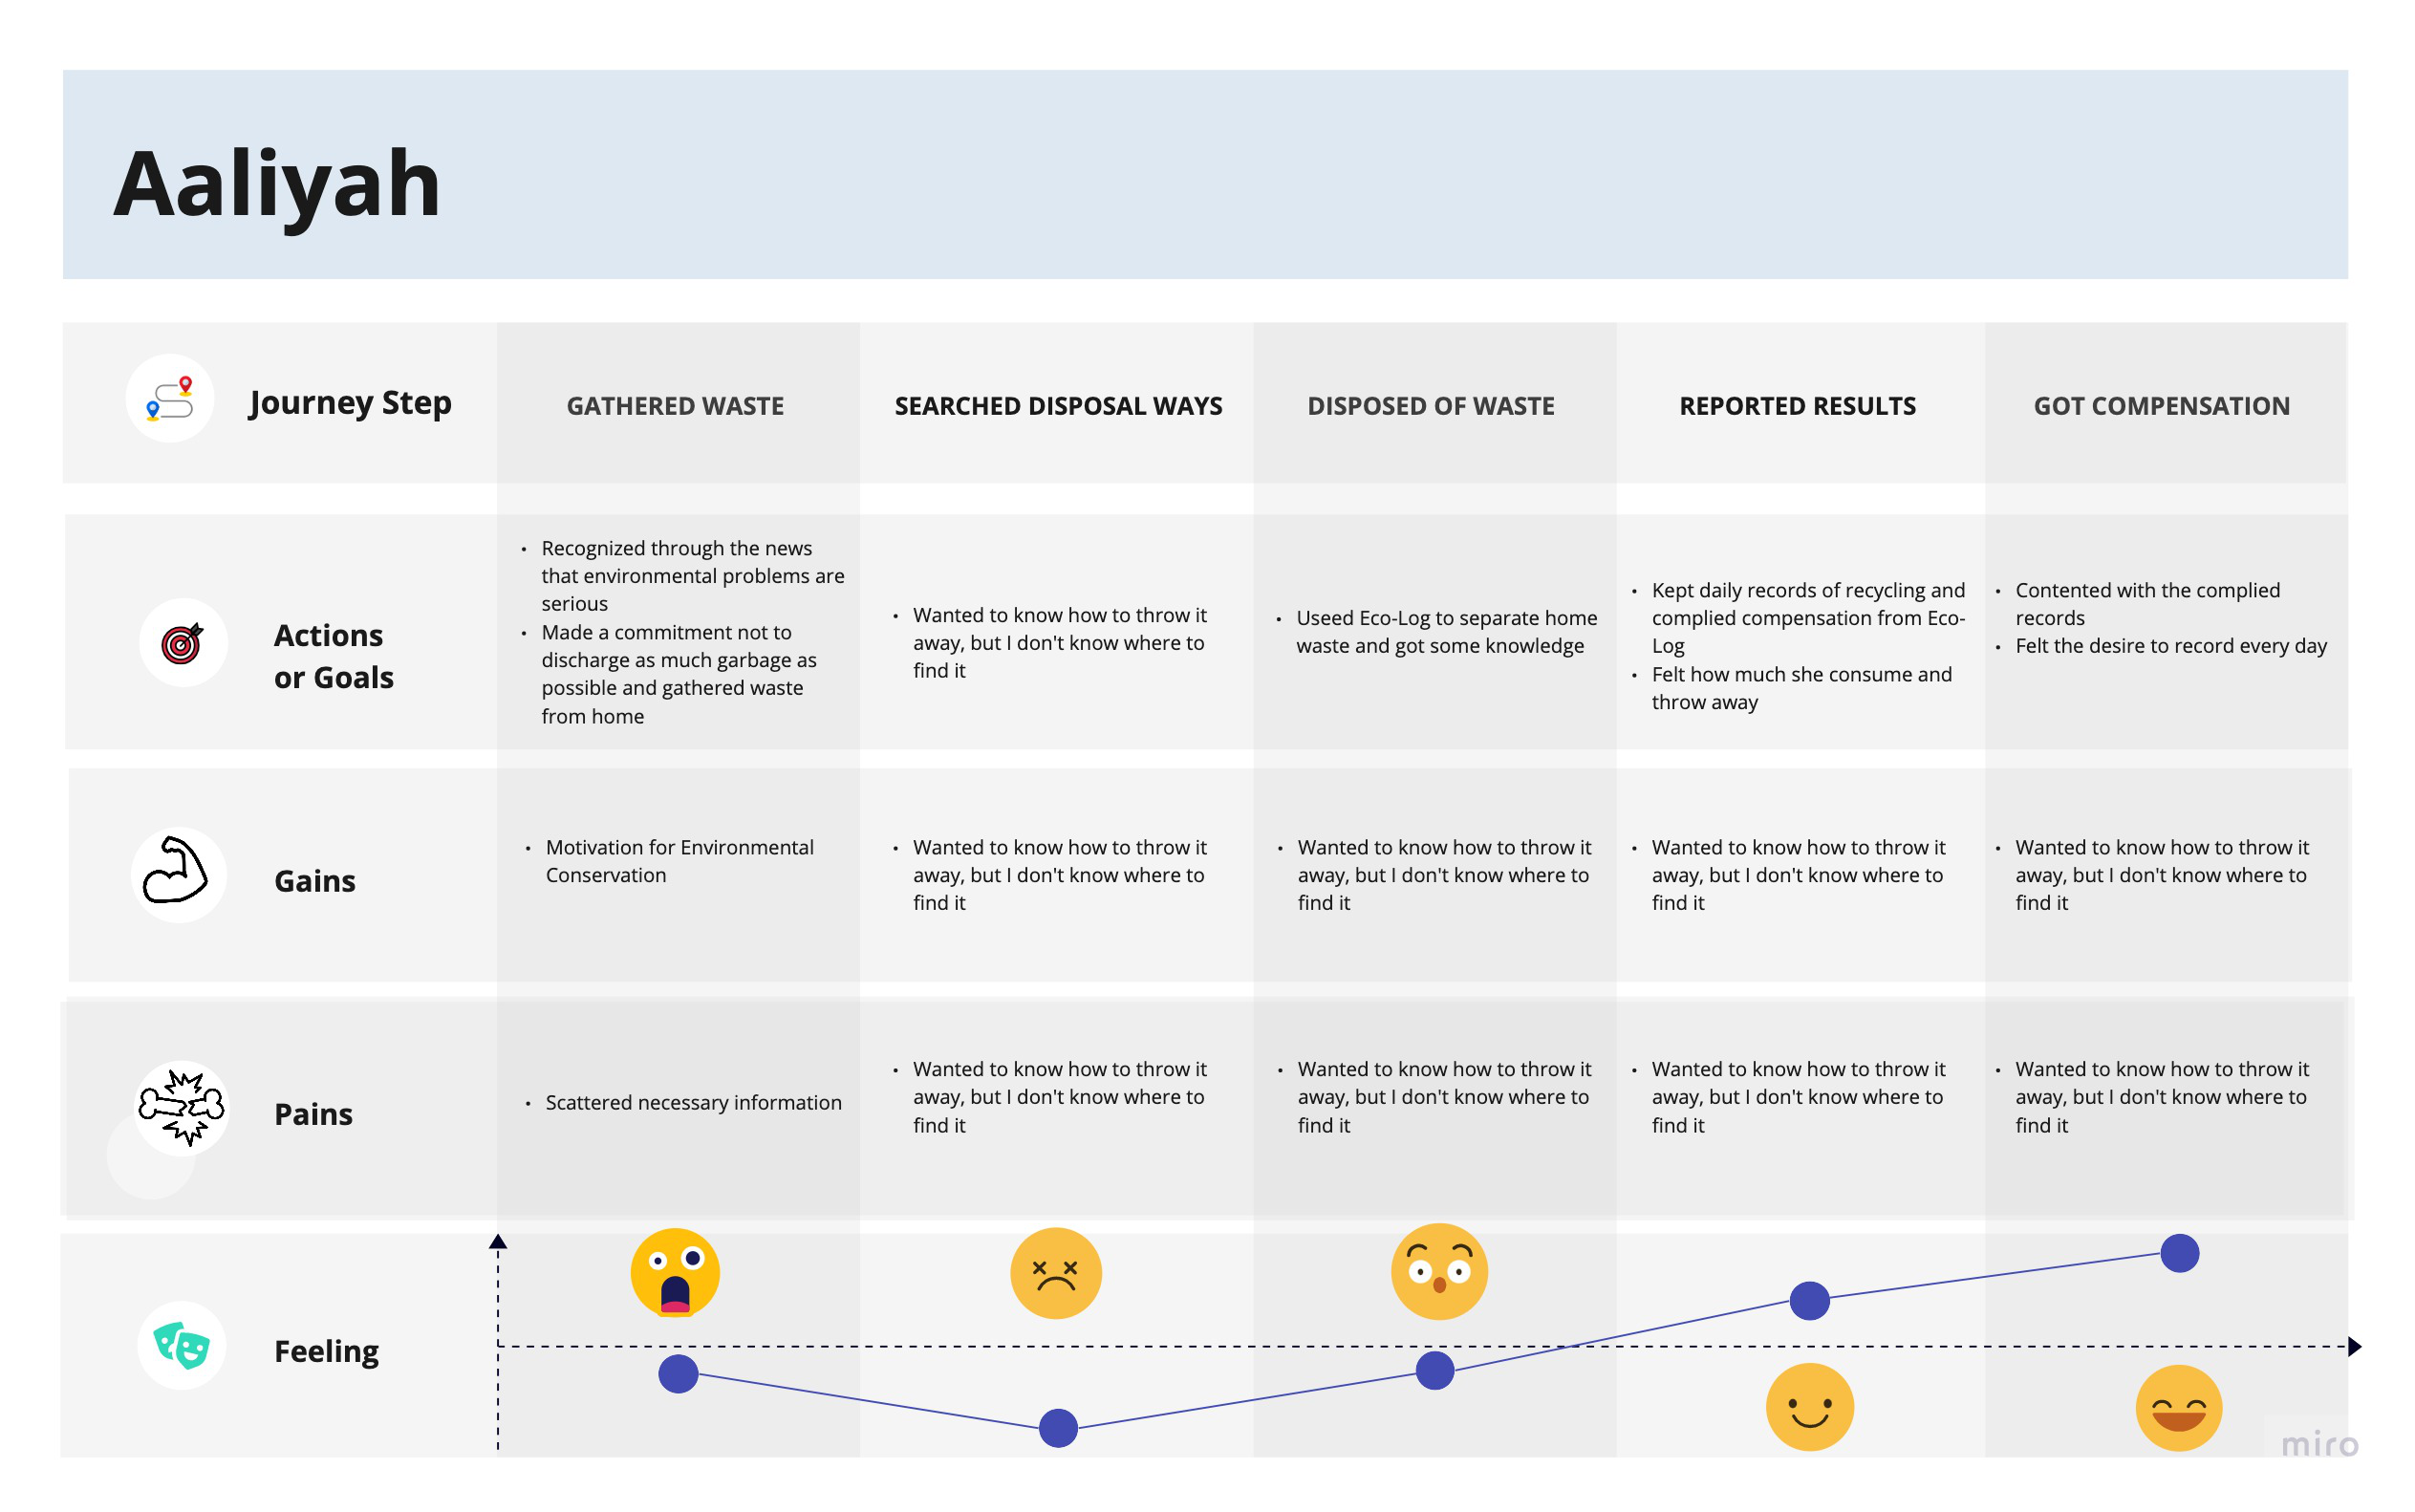 Aaliyah
Journey Step
GATHERED WASTE
SEARCHED DISPOSAL WAYS
DISPOSED OF WASTE
REPORTED RESULTS
GOT COMPENSATION
Actions
or Goals
• Recognized through the news
that environmental problems are
serious
• Made a commitment not to
discharge as much garbage as
possible and gathered waste
from home
• Wanted to know how to throw it
away, but I don't know where to
find it
• Useed Eco-Log to separate home
waste and got some knowledge
• Kept daily records of recycling and
complied compensation from Eco-
Log
• Felt how much she consume and
throw away
• Contented with the complied
records
• Felt the desire to record every day
Gains
• Motivation for Environmental
Conservation
• Wanted to know how to throw it
away, but I don't know where to
find it
• Wanted to know how to throw it
away, but I don't know where to
find it
• Wanted to know how to throw it
away, but I don't know where to
find it
• Wanted to know how to throw it
away, but I don't know where to
find it
Pains
• Scattered necessary information
• Wanted to know how to throw it
away, but I don't know where to
find it
• Wanted to know how to throw it
away, but I don't know where to
find it
• Wanted to know how to throw it
away, but I don't know where to
find it
• Wanted to know how to throw it
away, but I don't know where to
find it
Feeling
miro